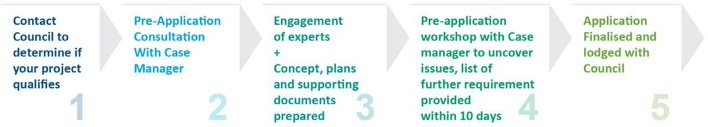 Contact
Council to
determine if
your project
qualifies
1
Pre-Application
Consultation
With Case
Manager
2
Engagement
of experts
+
Concept, plans
and supporting
documents
prepared
3
Pre-application
workshop with Case
manager to uncover
issues, list of
further requirement
provided
within 10 days
4
Application
Finalised and
lodged with
Council
5